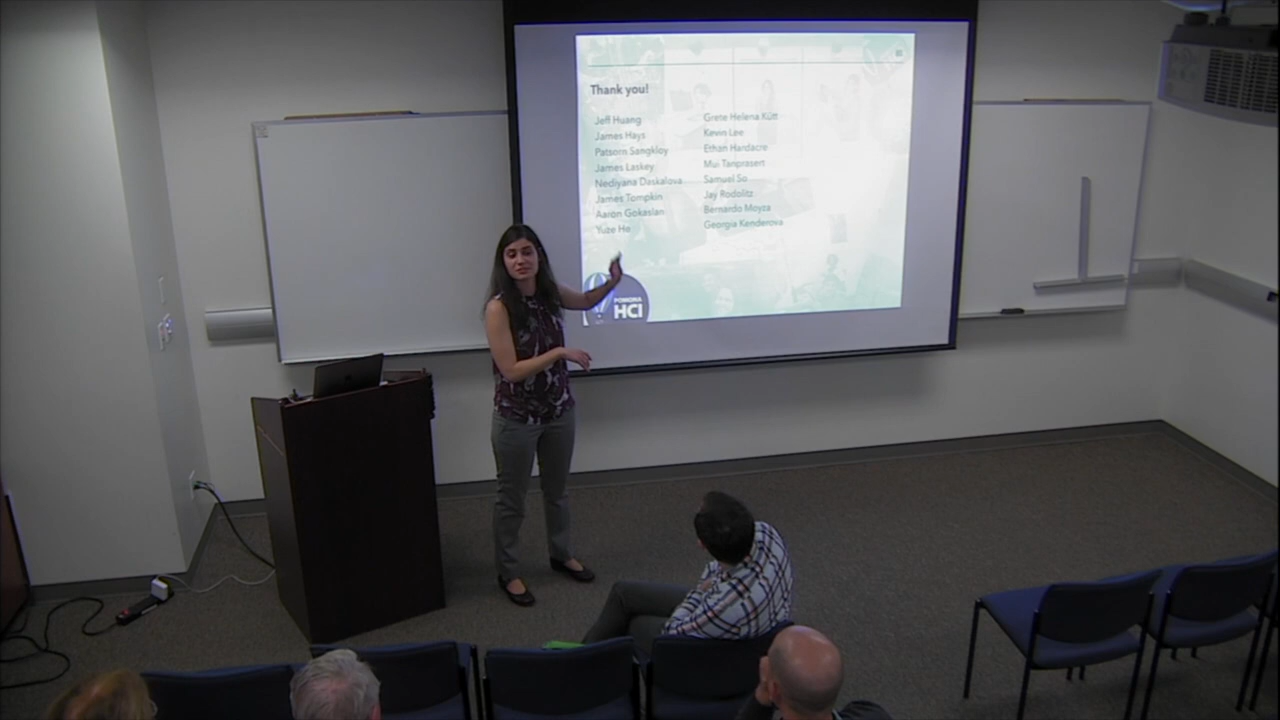 Thank you!
Jeff Huang
James Hays
Patsorn Sangkloy
James Laskey
Nediyana Daskalova
James Tompkin
Aaron Gokaslan
Yuze He
Grete Helena Kütt
Kevin Lee
Ethan Hardacre
Mui Tanprasert
Samuel So
Jay Rodolitz
Bernardo Moyza
Georgia Kenderova
POMONA
HCI